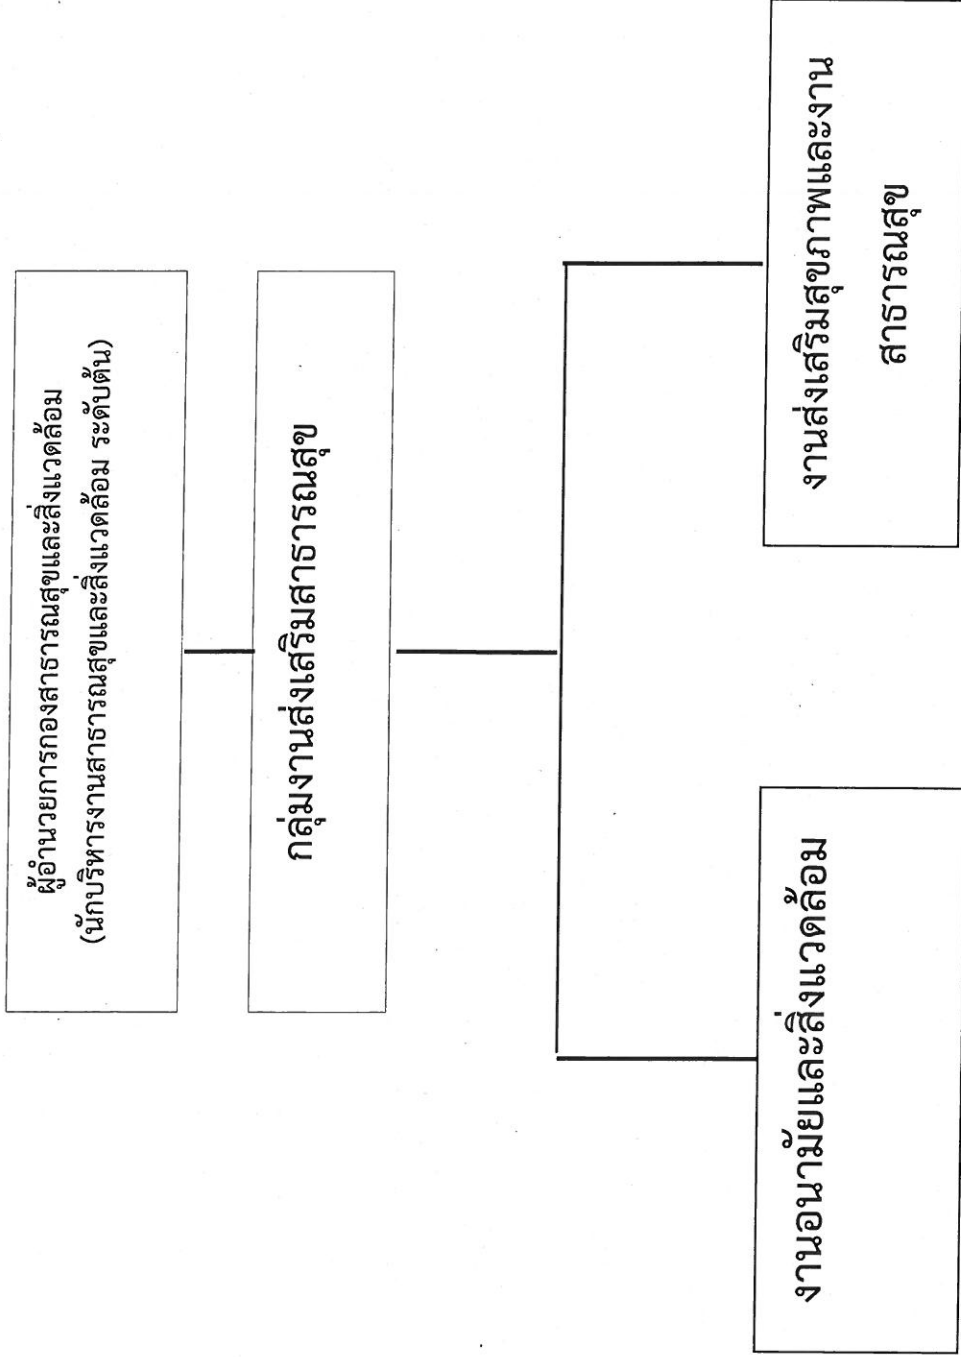 ผู้อำนวยการกองสาธารณสุขและสิ่งแวดล้อม
(นักบริหารงานสาธารณสุขและสิ่งแวดล้อม ระดับต้น)
กลุ่มงานส่งเสริมสาธารณสุข
งานอนามัยและสิ่งแวดล้อม
งานส่งเสริมสุขภาพและงาน
สาธารณสุข